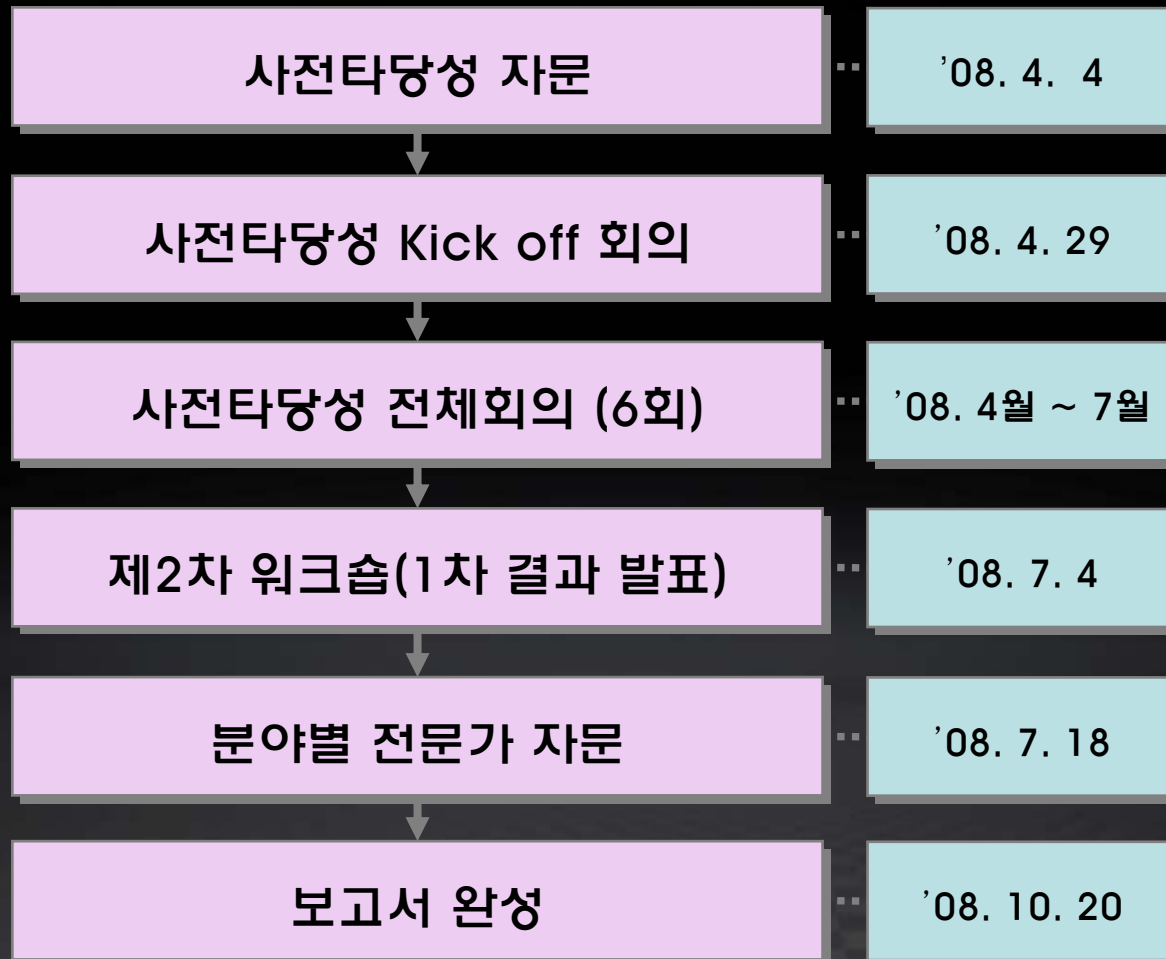 사전타당성 자문 '08. 4. 4
사전타당성 Kick off 회의 '08. 4. 29
사전타당성 전체회의 (6회) '08. 4월 ~ 7월
제2차 워크숍(1차 결과 발표) '08. 7. 4
분야별 전문가 자문 '08. 7. 18
보고서 완성 '08. 10. 20